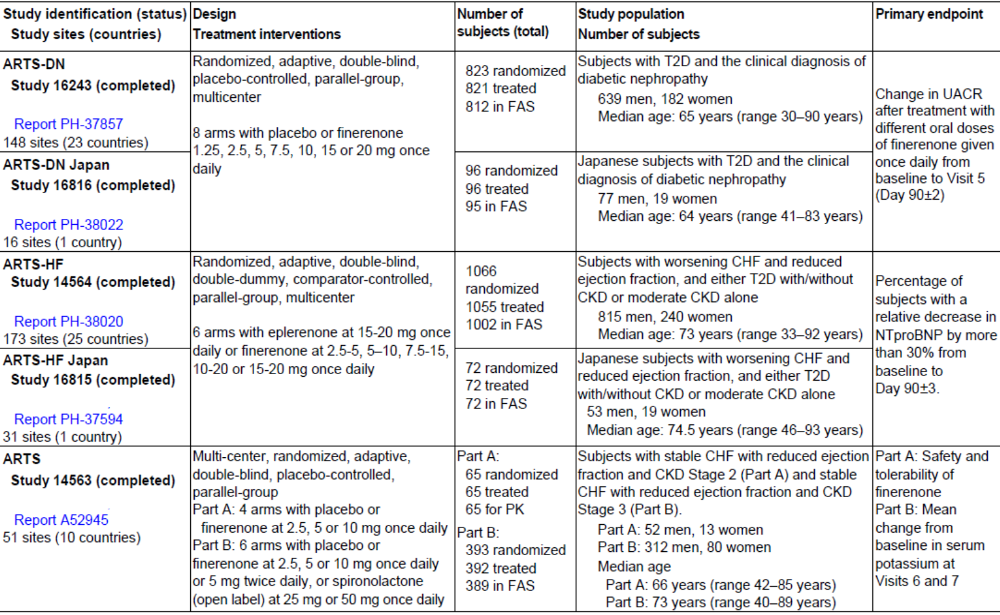 Study identification (status)
Study sites (countries)
Design
Treatment interventions
Number of
subjects (total)
Study population
Number of subjects
Primary endpoint
ARTS-DN
Study 16243 (completed)
Report PH-37857
148 sites (23 countries)
Randomized, adaptive, double-blind,
placebo-controlled, parallel-group,
multicenter
8 arms with placebo or finerenone
1.25, 2.5, 5, 7.5, 10, 15 or 20 mg once
daily
823 randomized
821 treated
812 in FAS
Subjects with T2D and the clinical diagnosis of
diabetic nephropathy
639 men, 182 women
Median age: 65 years (range 30–90 years)
Change in UACR
after treatment with
different oral doses
of finerenone given
once daily from
baseline to Visit 5
(Day 90±2)
ARTS-DN Japan
Study 16816 (completed)
Report PH-38022
16 sites (1 country)
96 randomized
96 treated
95 in FAS
Japanese subjects with T2D and the clinical
diagnosis of diabetic nephropathy
77 men, 19 women
Median age: 64 years (range 41–83 years)
ARTS-HF
Study 14564 (completed)
Report PH-38020
173 sites (25 countries)
Randomized, adaptive, double-blind,
double-dummy, comparator-controlled,
parallel-group, multicenter
6 arms with eplerenone at 15-20 mg once
daily or finerenone at 2.5-5, 5–10, 7.5-15,
10-20 or 15-20 mg once daily
1066
randomized
1055 treated
1002 in FAS
Subjects with worsening CHF and reduced
ejection fraction, and either T2D with/without
CKD or moderate CKD alone
815 men, 240 women
Median age: 73 years (range 33–92 years)
Percentage of
subjects with a
relative decrease in
NTproBNP by more
than 30% from
baseline to
Day 90±3.
ARTS-HF Japan
Study 16815 (completed)
Report PH-37594
31 sites (1 country)
72 randomized
72 treated
72 in FAS
Japanese subjects with worsening CHF and
reduced ejection fraction, and either T2D
with/without CKD or moderate CKD alone
53 men, 19 women
Median age: 74.5 years (range 46–93 years)
ARTS
Study 14563 (completed)
Report A52945
51 sites (10 countries)
Multi-center, randomized, adaptive,
double-blind, placebo-controlled,
parallel-group
Part A: 4 arms with placebo or
finerenone at 2.5, 5 or 10 mg once daily
Part B: 6 arms with placebo or
finerenone at 2.5, 5 or 10 mg once daily
or 5 mg twice daily, or spironolactone
(open label) at 25 mg or 50 mg once daily
Part A:
65 randomized
65 treated
65 for PK
Part B:
393 randomized
392 treated
389 in FAS
Subjects with stable CHF with reduced ejection
fraction and CKD Stage 2 (Part A) and stable
CHF with reduced ejection fraction and CKD
Stage 3 (Part B).
Part A: 52 men, 13 women
Part B: 312 men, 80 women
Median age
Part A: 66 years (range 42–85 years)
Part B: 73 years (range 40–89 years)
Part A: Safety and
tolerability of
finerenone
Part B: Mean
change from
baseline in serum
potassium at
Visits 6 and 7